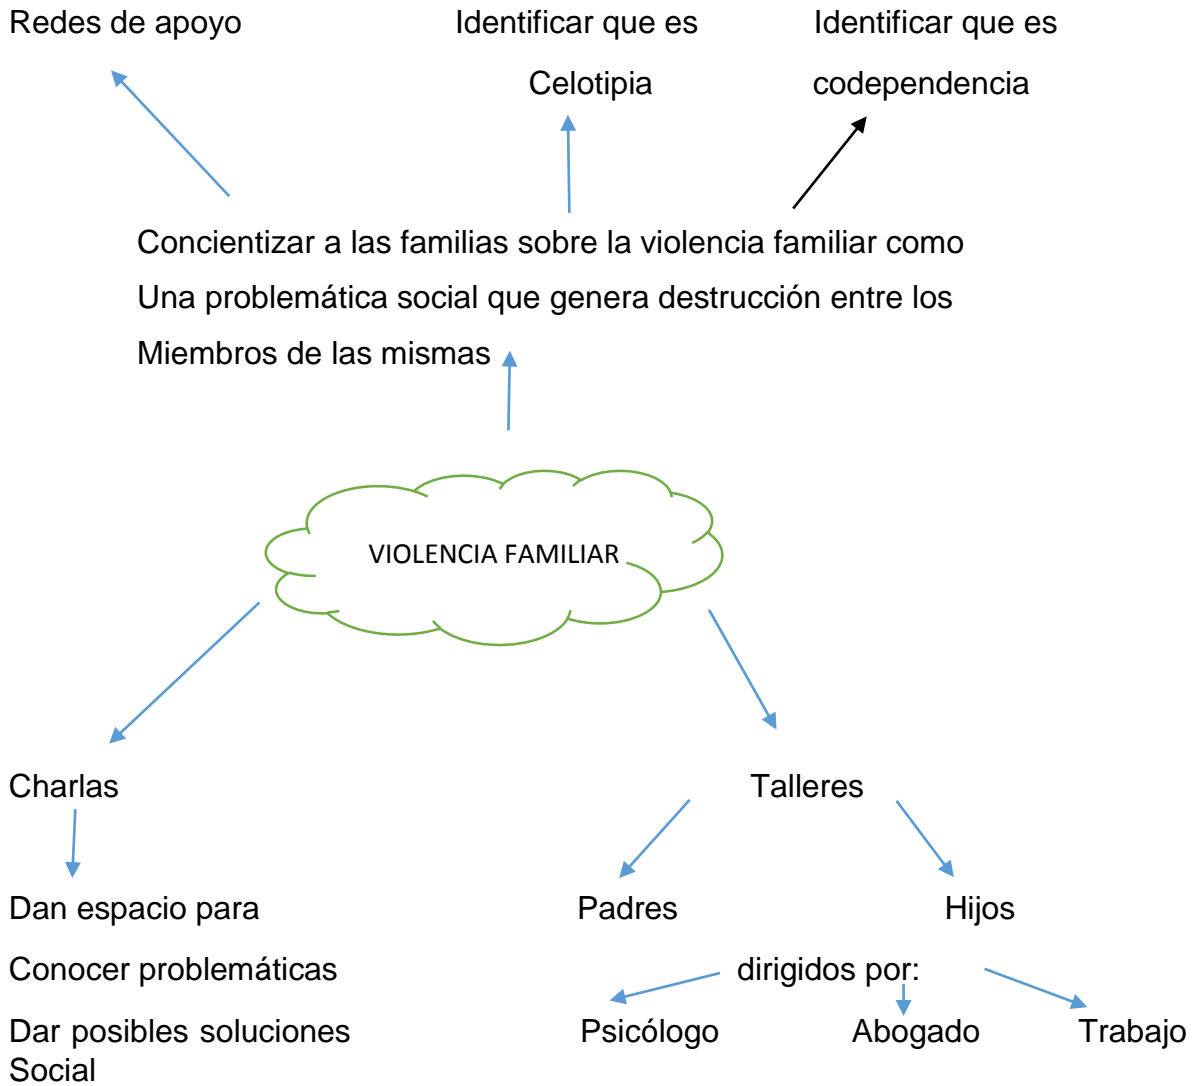 Redes de apoyo Identificar que es Identificar que es
Celotipia codependencia
Concientizar a las familias sobre la violencia familiar como
Una problemática social que genera destrucción entre los
Miembros de las mismas
VIOLENCIA FAMILIAR
Charlas Talleres
Dan espacio para Padres Hijos
Conocer problemáticas dirigidos por:
Dar posibles soluciones Psicólogo Abogado Trabajo
Social